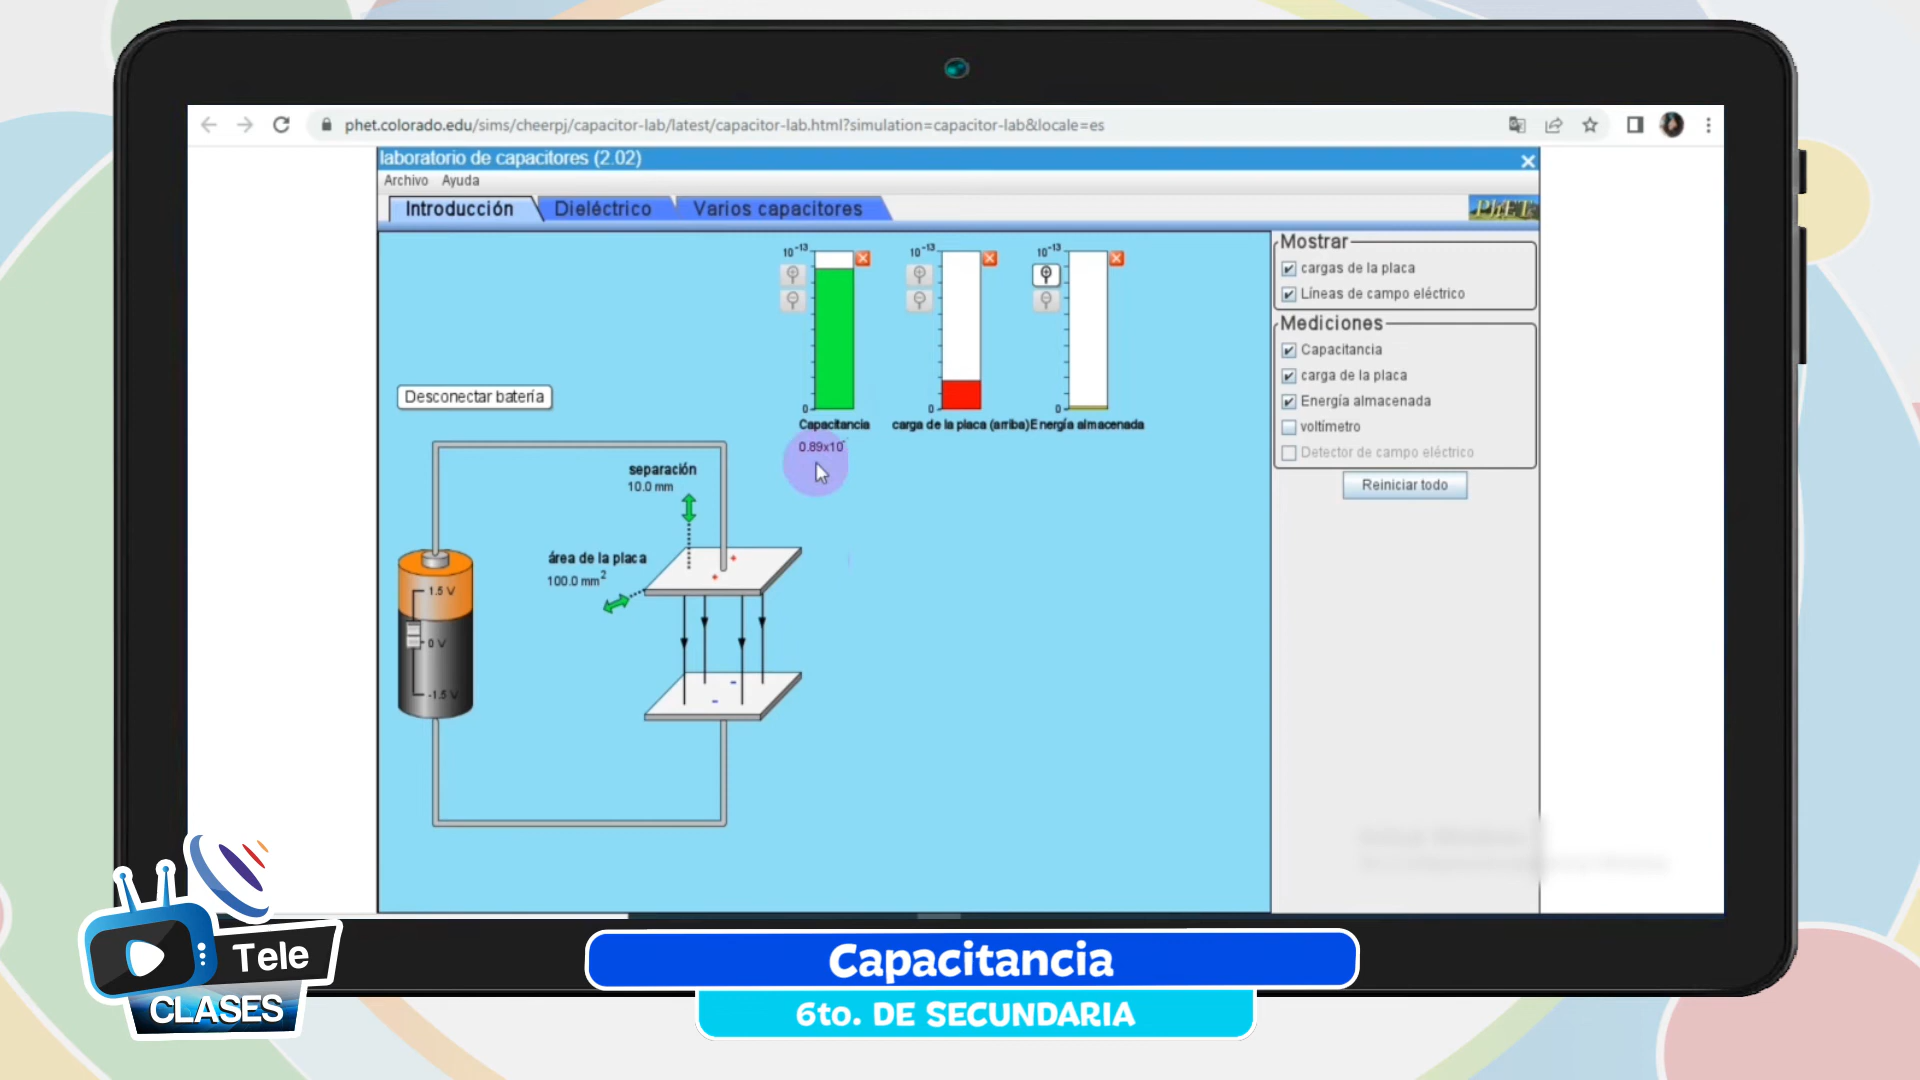 phet.colorado.edu/sims/cheerpj/capacitor-lab/latest/capacitor-lab.html?simulation=capacitor-lab&locale=es
laboratorio de capacitores (2.02)
Archivo Ayuda
Introducción Dieléctrico Varios capacitores PhET
10-13 10-13 10-13
0 0 0
Capacitancia carga de la placa (arriba) Energía almacenada
0.89x10
Desconectar batería
separación
10.0 mm
área de la placa
100.0 mm2
1.5 V
0 V
-1.5 V
Mostrar
cargas de la placa
Líneas de campo eléctrico
Mediciones
Capacitancia
carga de la placa
Energía almacenada
voltímetro
Detector de campo eléctrico
Reiniciar todo
Tele
CLASES
Capacitancia
6to. DE SECUNDARIA